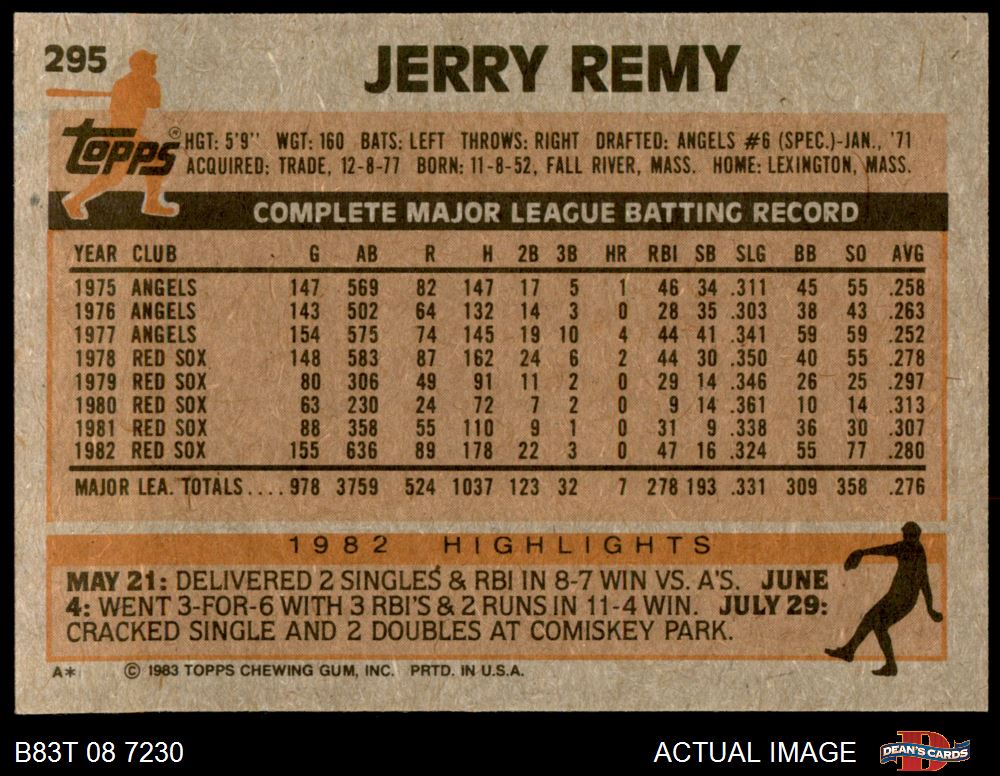 295
JERRY REMY
Topps®
HGT: 5'9" WGT: 160 BATS: LEFT THROWS: RIGHT DRAFTED: ANGELS #6 (SPEC.)-JAN., '71
ACQUIRED: TRADE, 12-8-77 BORN: 11-8-52, FALL RIVER, MASS. HOME: LEXINGTON, MASS.
COMPLETE MAJOR LEAGUE BATTING RECORD
YEAR CLUB G AB R H 2B 3B HR RBI SB SLG BB SO AVG
1975 ANGELS 147 569 82 147 17 5 1 46 34 .311 45 55 .258
1976 ANGELS 143 502 64 132 14 3 0 28 35 .303 38 43 .263
1977 ANGELS 154 575 74 145 19 10 4 44 41 .341 59 59 .252
1978 RED SOX 148 583 87 162 24 6 2 44 30 .350 40 55 .278
1979 RED SOX 80 306 49 91 11 2 0 29 14 .346 26 25 .297
1980 RED SOX 63 230 24 72 7 2 0 9 14 .361 10 14 .313
1981 RED SOX 88 358 55 110 9 1 0 31 9 .338 36 30 .307
1982 RED SOX 155 636 89 178 22 3 0 47 16 .324 55 77 .280
MAJOR LEA. TOTALS.... 978 3759 524 1037 123 32 7 278 193 .331 309 358 .276
1982 HIGHLIGHTS
MAY 21: DELIVERED 2 SINGLES & RBI IN 8-7 WIN VS. A'S. JUNE
4: WENT 3-FOR-6 WITH 3 RBI'S & 2 RUNS IN 11-4 WIN. JULY 29:
CRACKED SINGLE AND 2 DOUBLES AT COMISKEY PARK.
A* © 1983 TOPPS CHEWING GUM, INC. PRTD. IN U.S.A.
B83T 08 7230 ACTUAL IMAGE D DEAN'S CARDS